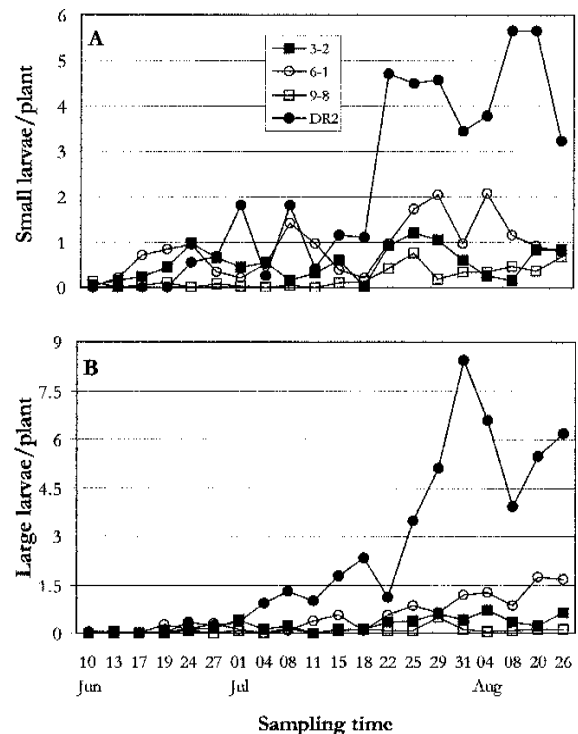 A
Small larvae/plant
6
5
4
3
2
1
0
3-2
6-1
9-8
DR2
B
Large larvae/plant
9
7.5
6
4.5
3
1.5
0
10 13 17 19 24 27 01 04 08 11 15 18 22 25 29 31 04 08 20 26
Jun Jul Aug
Sampling time